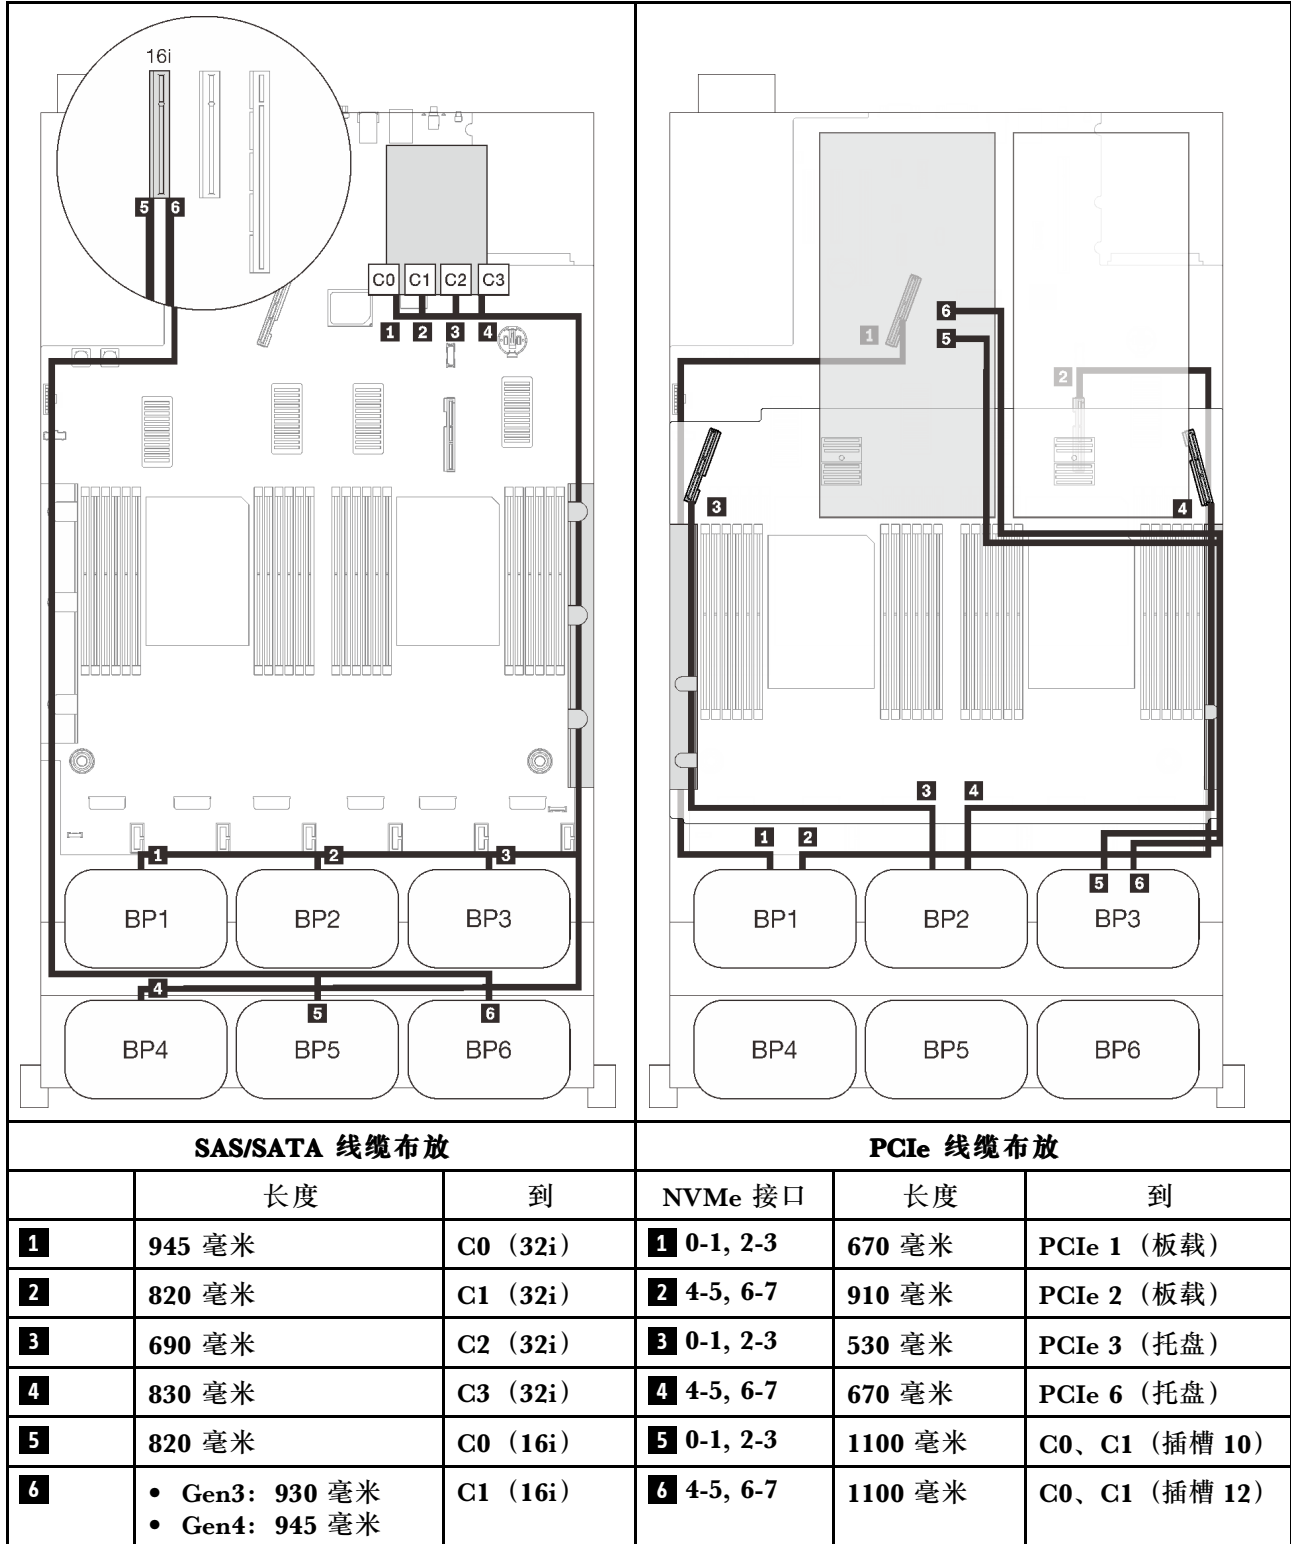 16i
5 6
C0 C1 C2 C3
1 2 3 4
1 2 3
BP1 BP2 BP3
4
5 6
BP4 BP5 BP6
6
1 5
2
3 4
3 4
1 2
5 6
BP1 BP2 BP3
BP4 BP5 BP6
SAS/SATA 线缆布放 PCIe 线缆布放
长度 到 NVMe 接口 长度 到
1 945 毫米 C0（32i） 1 0-1, 2-3 670 毫米 PCIe 1（板载）
2 820 毫米 C1（32i） 2 4-5, 6-7 910 毫米 PCIe 2（板载）
3 690 毫米 C2（32i） 3 0-1, 2-3 530 毫米 PCIe 3（托盘）
4 830 毫米 C3（32i） 4 4-5, 6-7 670 毫米 PCIe 6（托盘）
5 820 毫米 C0（16i） 5 0-1, 2-3 1100 毫米 C0、C1（插槽 10）
6 • Gen3：930 毫米 C1（16i） 6 4-5, 6-7 1100 毫米 C0、C1（插槽 12）
• Gen4：945 毫米